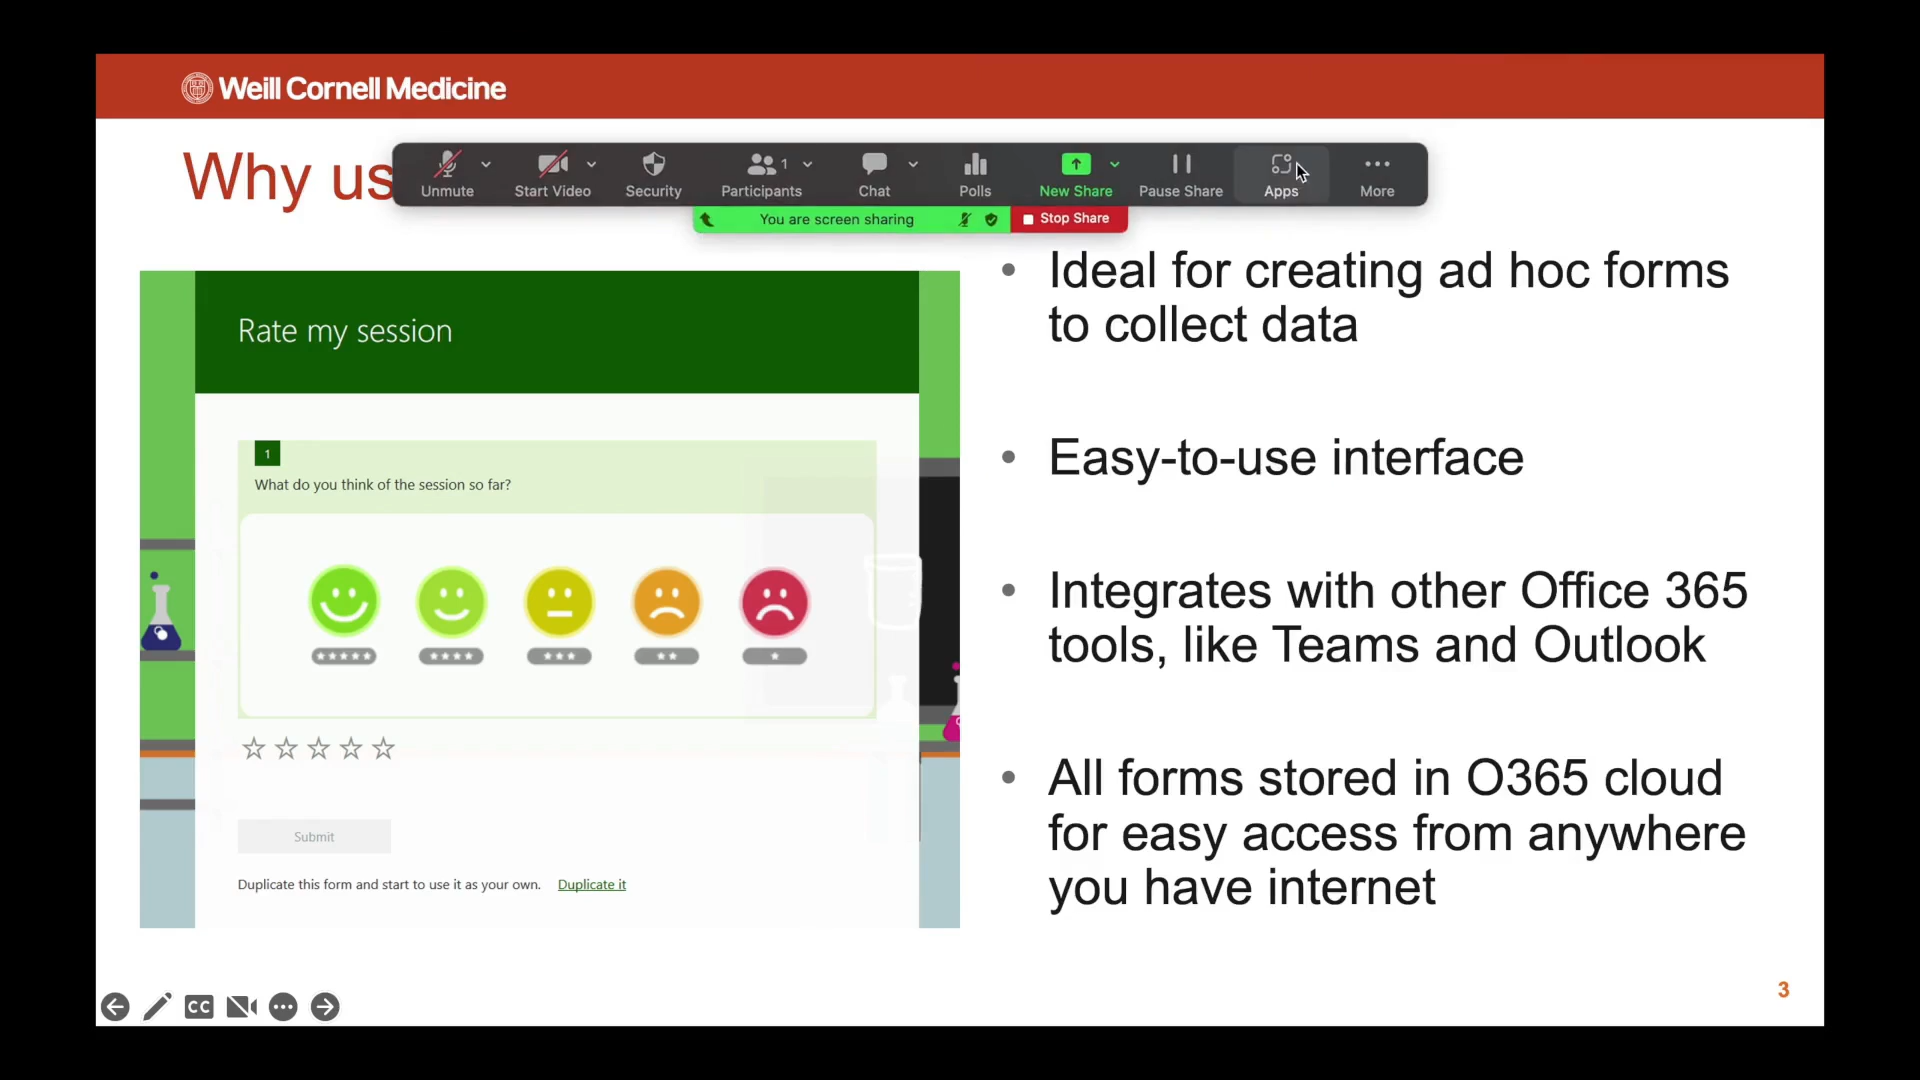 Weill Cornell Medicine
Why us
Unmute
Start Video
Security
1
Participants
Chat
Polls
New Share
Pause Share
Apps
More
You are screen sharing
Stop Share
Rate my session
1
What do you think of the session so far?
Submit
Duplicate this form and start to use it as your own. Duplicate it
• Ideal for creating ad hoc forms
to collect data
• Easy-to-use interface
• Integrates with other Office 365
tools, like Teams and Outlook
• All forms stored in O365 cloud
for easy access from anywhere
you have internet
CC
3